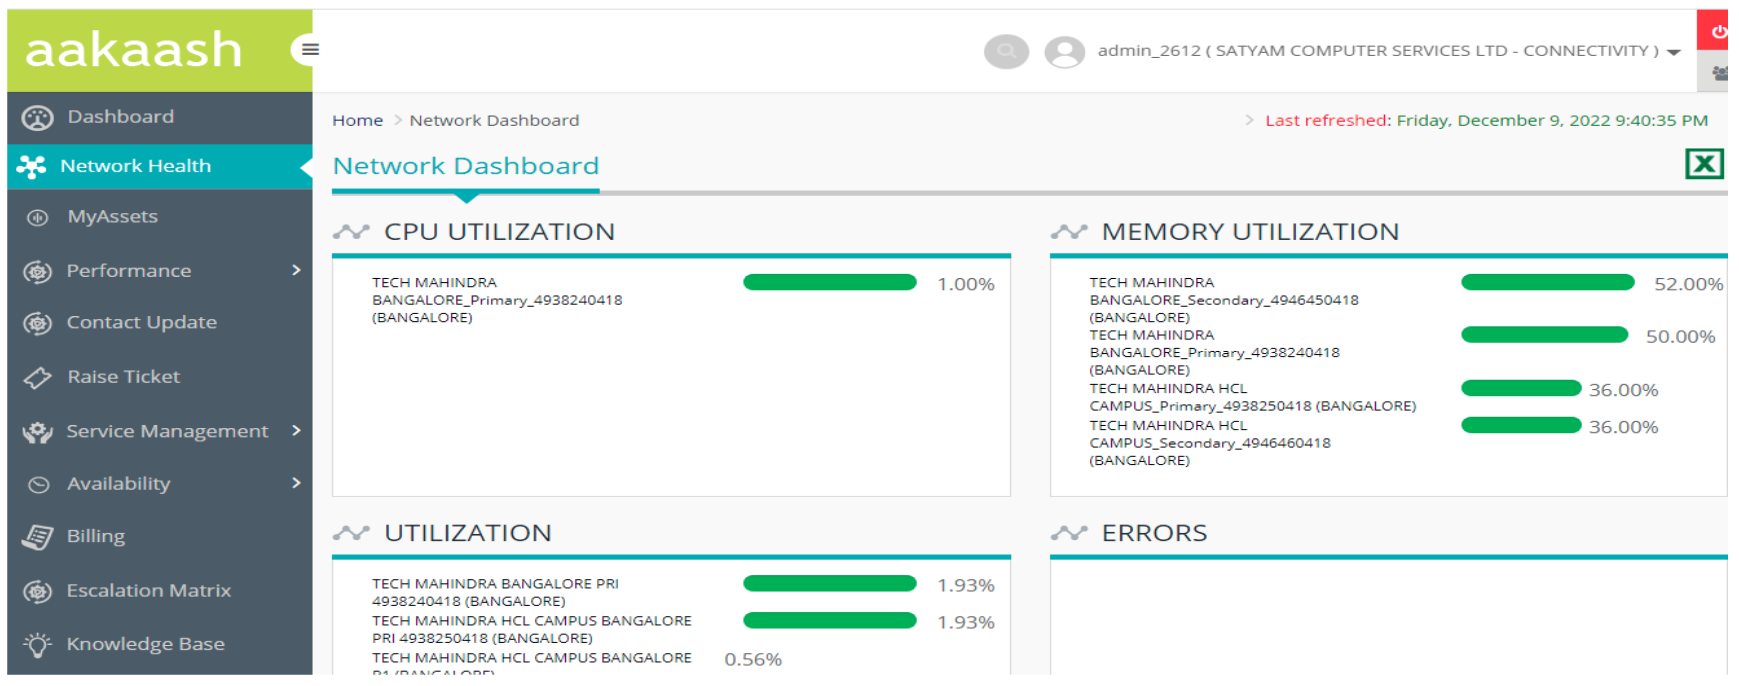 aakaash
admin_2612 ( SATYAM COMPUTER SERVICES LTD - CONNECTIVITY )
Dashboard
Network Health
MyAssets
Performance
Contact Update
Raise Ticket
Service Management
Availability
Billing
Escalation Matrix
Knowledge Base
Home > Network Dashboard
> Last refreshed: Friday, December 9, 2022 9:40:35 PM
Network Dashboard
CPU UTILIZATION
TECH MAHINDRA
BANGALORE_Primary_4938240418
(BANGALORE)
1.00%
MEMORY UTILIZATION
TECH MAHINDRA
BANGALORE_Secondary_4946450418
(BANGALORE)
52.00%
TECH MAHINDRA
BANGALORE_Primary_4938240418
(BANGALORE)
50.00%
TECH MAHINDRA HCL
CAMPUS_Primary_4938250418 (BANGALORE)
36.00%
TECH MAHINDRA HCL
CAMPUS_Secondary_4946460418
(BANGALORE)
36.00%
UTILIZATION
TECH MAHINDRA BANGALORE PRI
4938240418 (BANGALORE)
1.93%
TECH MAHINDRA HCL CAMPUS BANGALORE
PRI 4938250418 (BANGALORE)
1.93%
TECH MAHINDRA HCL CAMPUS BANGALORE
0.56%
ERRORS